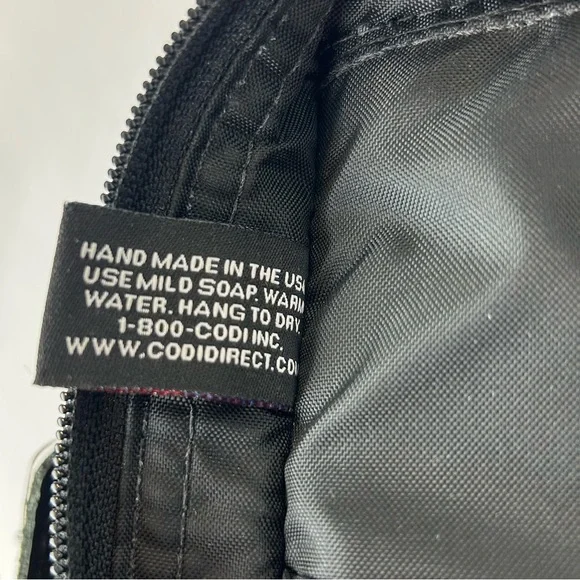 HAND MADE IN THE USA
USE MILD SOAP. WARM
WATER. HANG TO DRY.
1-800-CODI INC.
WWW.CODIDIRECT.CO